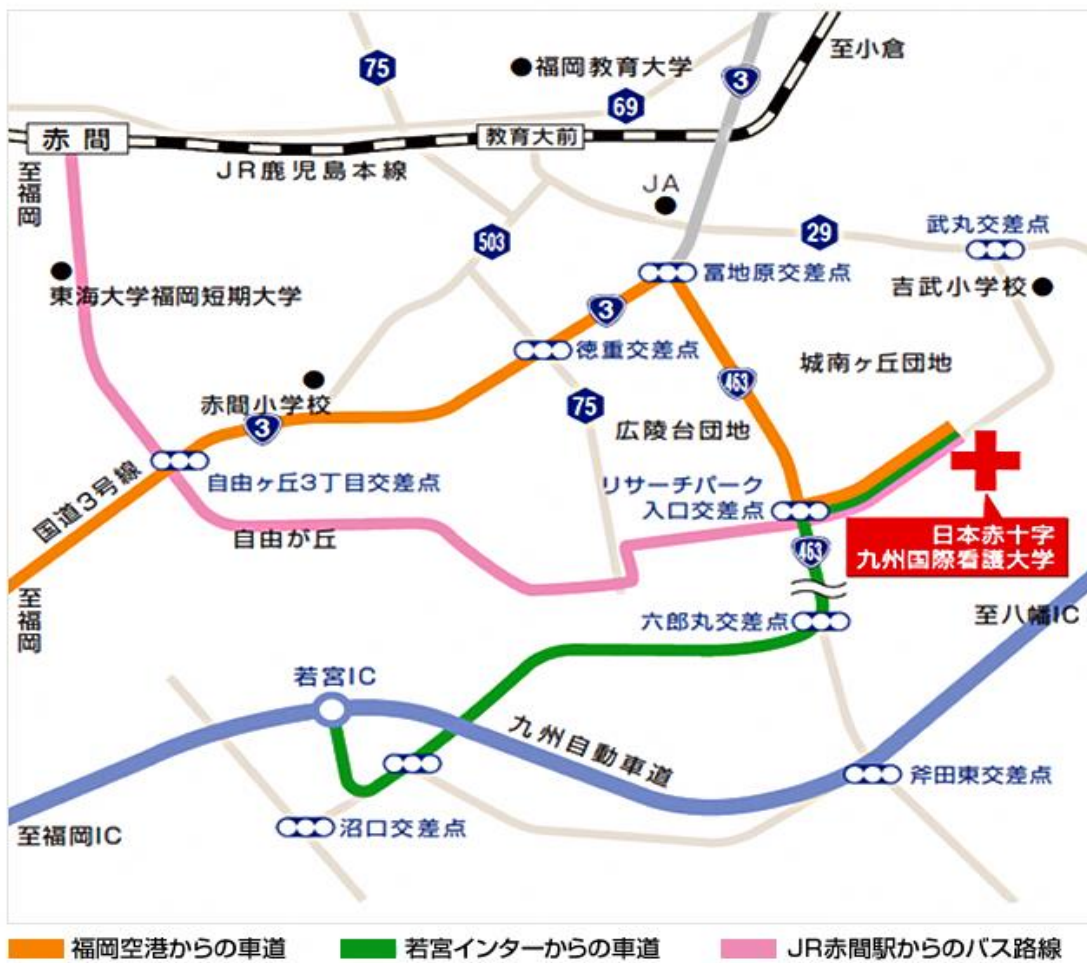 75
福岡教育大学
3
至小倉
69
赤間
教育大前
至福岡
JR鹿児島本線
JA
503
29
武丸交差点
東海大学福岡短期大学
冨地原交差点
吉武小学校
3
徳重交差点
城南ヶ丘団地
463
赤間小学校
75
3
広陵台団地
国道3号線
自由ヶ丘3丁目交差点
リサーチパーク
入口交差点
自由が丘
日本赤十字
九州国際看護大学
463
至福岡
六郎丸交差点
至八幡IC
若宮IC
九州自動車道
斧田東交差点
至福岡IC
沼口交差点
福岡空港からの車道
若宮インターからの車道
JR赤間駅からのバス路線